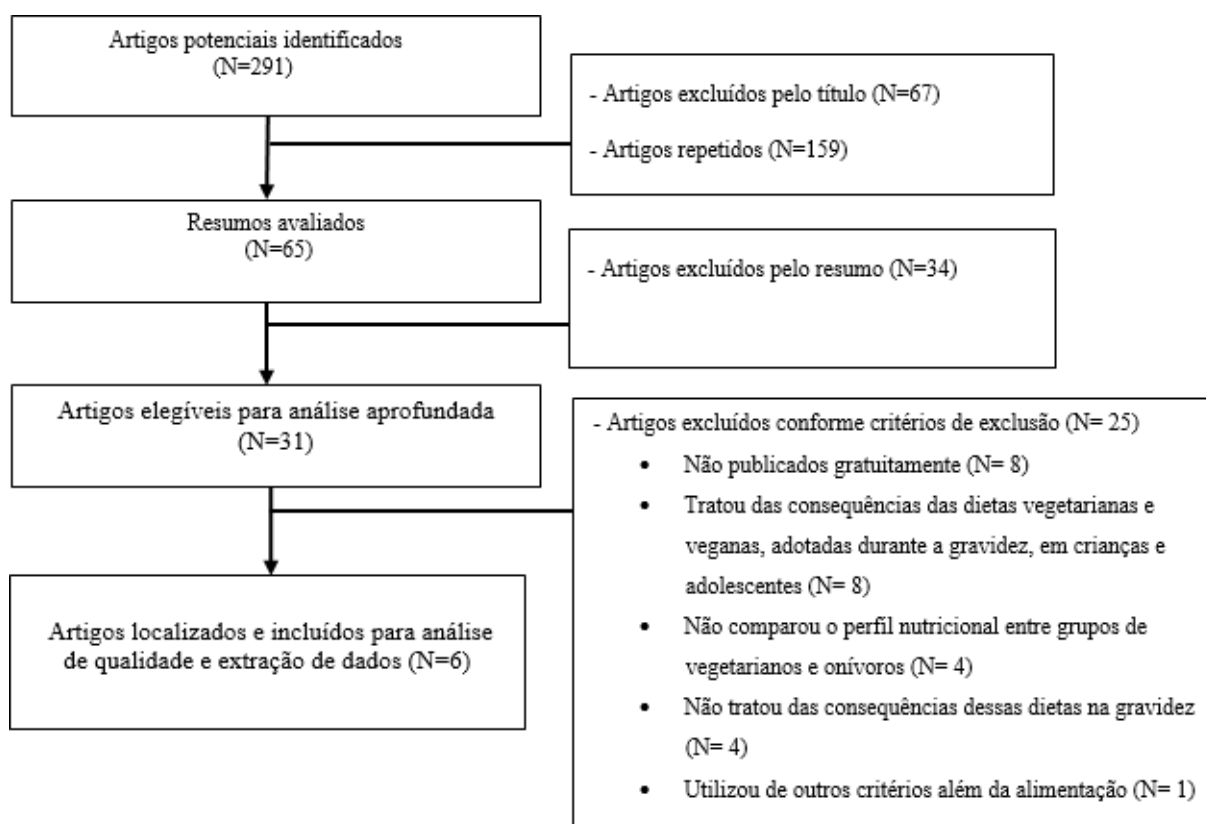 Artigos potenciais identificados
(N=291)
- Artigos excluídos pelo título (N=67)
- Artigos repetidos (N=159)
Resumos avaliados
(N=65)
- Artigos excluídos pelo resumo (N=34)
Artigos elegíveis para análise aprofundada
(N=31)
- Artigos excluídos conforme critérios de exclusão (N= 25)
• Não publicados gratuitamente (N= 8)
• Tratou das consequências das dietas vegetarianas e
veganas, adotadas durante a gravidez, em crianças e
adolescentes (N= 8)
• Não comparou o perfil nutricional entre grupos de
vegetarianos e onívoros (N= 4)
• Não tratou das consequências dessas dietas na gravidez
(N= 4)
• Utilizou de outros critérios além da alimentação (N= 1)
Artigos localizados e incluídos para análise
de qualidade e extração de dados (N=6)